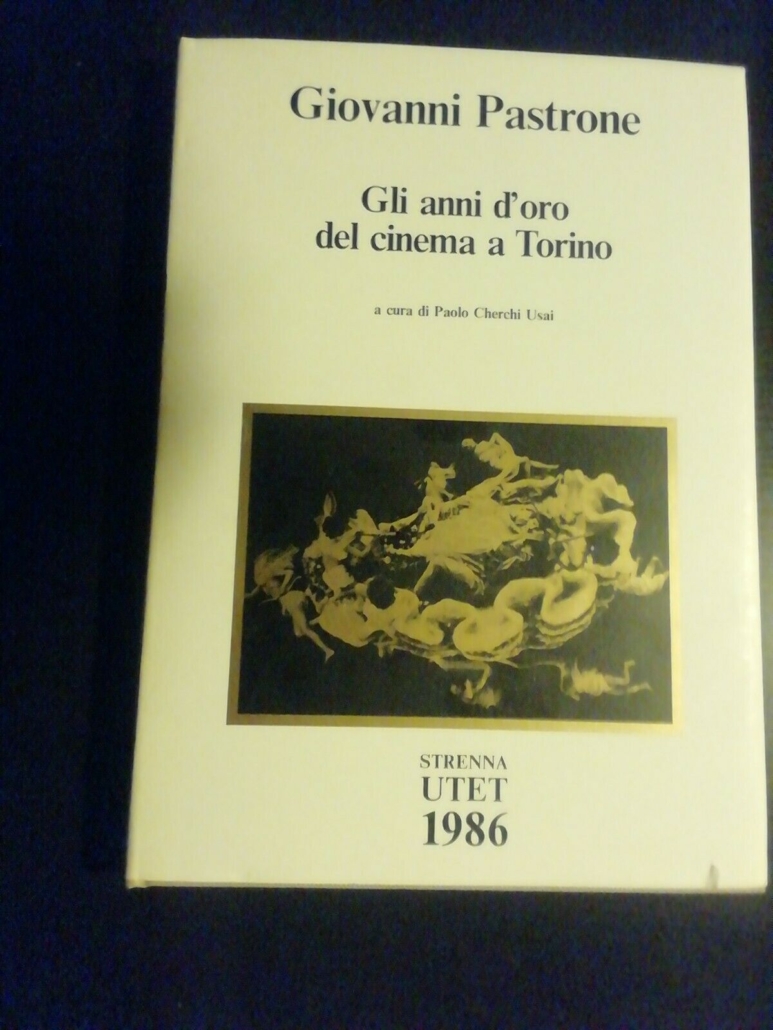 Giovanni Pastrone
Gli anni d'oro
del cinema a Torino
a cura di Paolo Cherchi Usai
STRENNA
UTET
1986